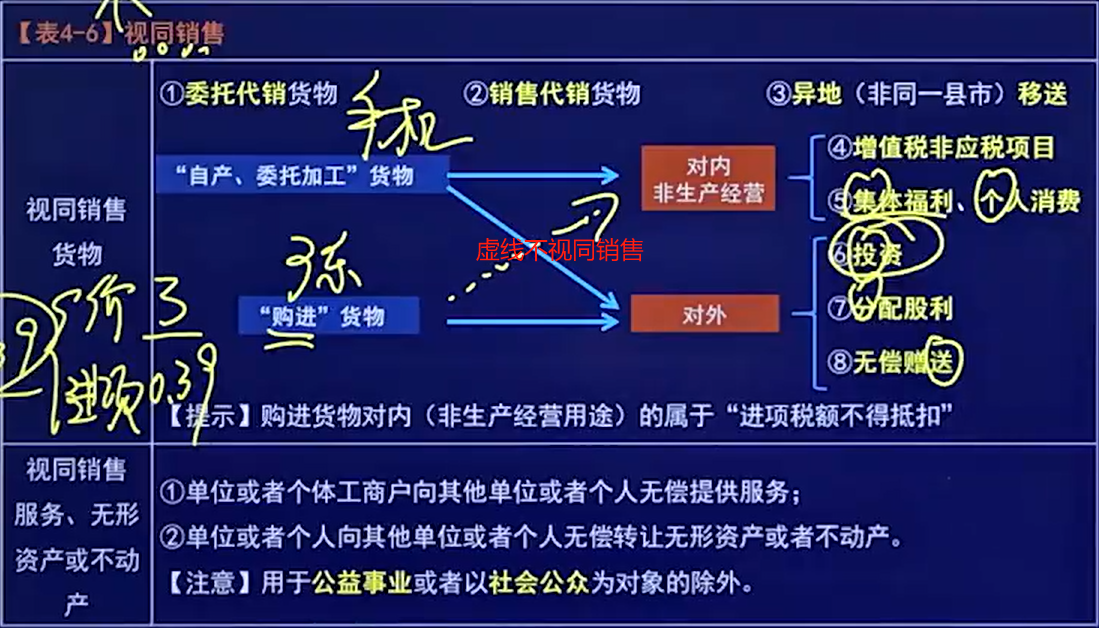 【表4-6】视同销售
视同销售
货物
①委托代销货物 ②销售代销货物 ③异地（非同一县市）移送
手机
“自产、委托加工”货物
对内
非生产经营
④增值税非应税项目
⑤集体福利、个人消费
虚线不视同销售
京东
“购进”货物
对外
⑥投资
⑦分配股利
⑧无偿赠送
价 3
进项0.39
【提示】购进货物对内（非生产经营用途）的属于“进项税额不得抵扣”
视同销售
服务、无形
资产或不动
产
①单位或者个体工商户向其他单位或者个人无偿提供服务；
②单位或者个人向其他单位或者个人无偿转让无形资产或者不动产。
【注意】用于公益事业或者以社会公众为对象的除外。